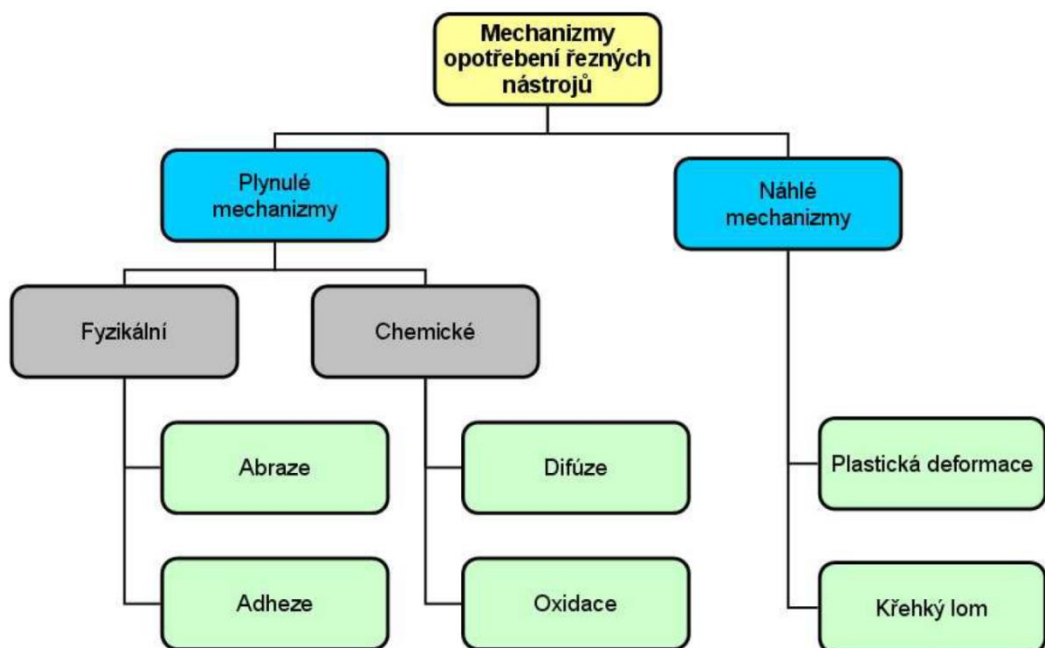 Mechanizmy
opotřebení řezných
nástrojů
Plynulé
mechanizmy
Náhlé
mechanizmy
Fyzikální
Chemické
Abraze
Difúze
Plastická deformace
Adheze
Oxidace
Křehký lom